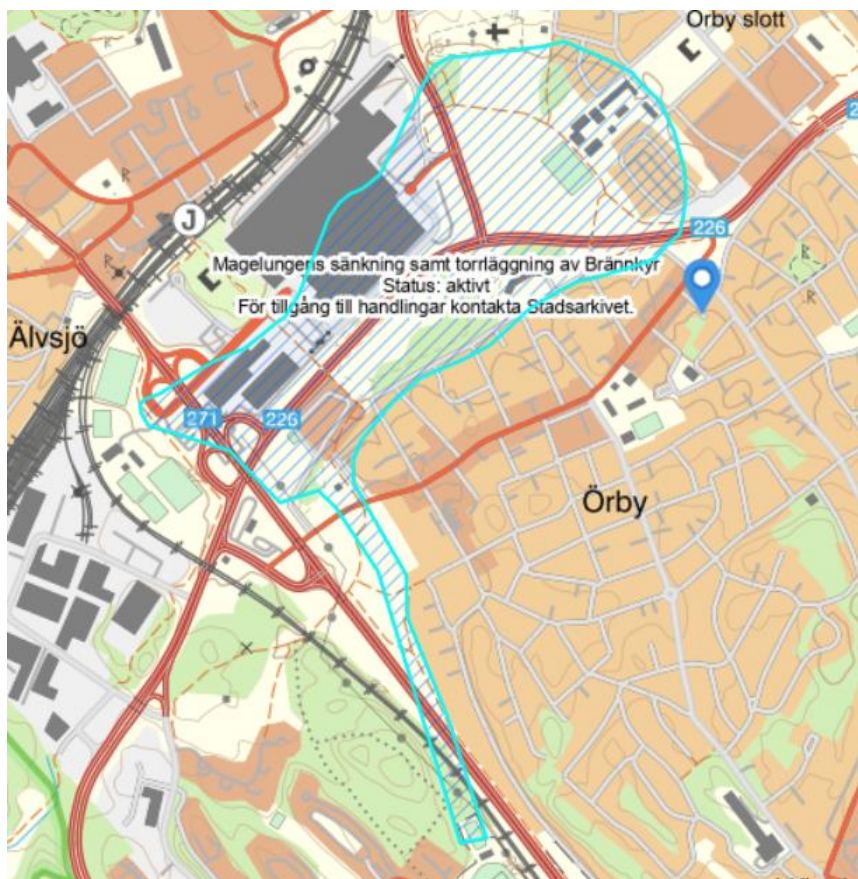 Örby slott
J
226
Magelungens sänkning samt torrläggning av Brännkyr
Status: aktivt
För tillgång till handlingar kontakta Stadsarkivet.
Älvsjö
271
226
Örby